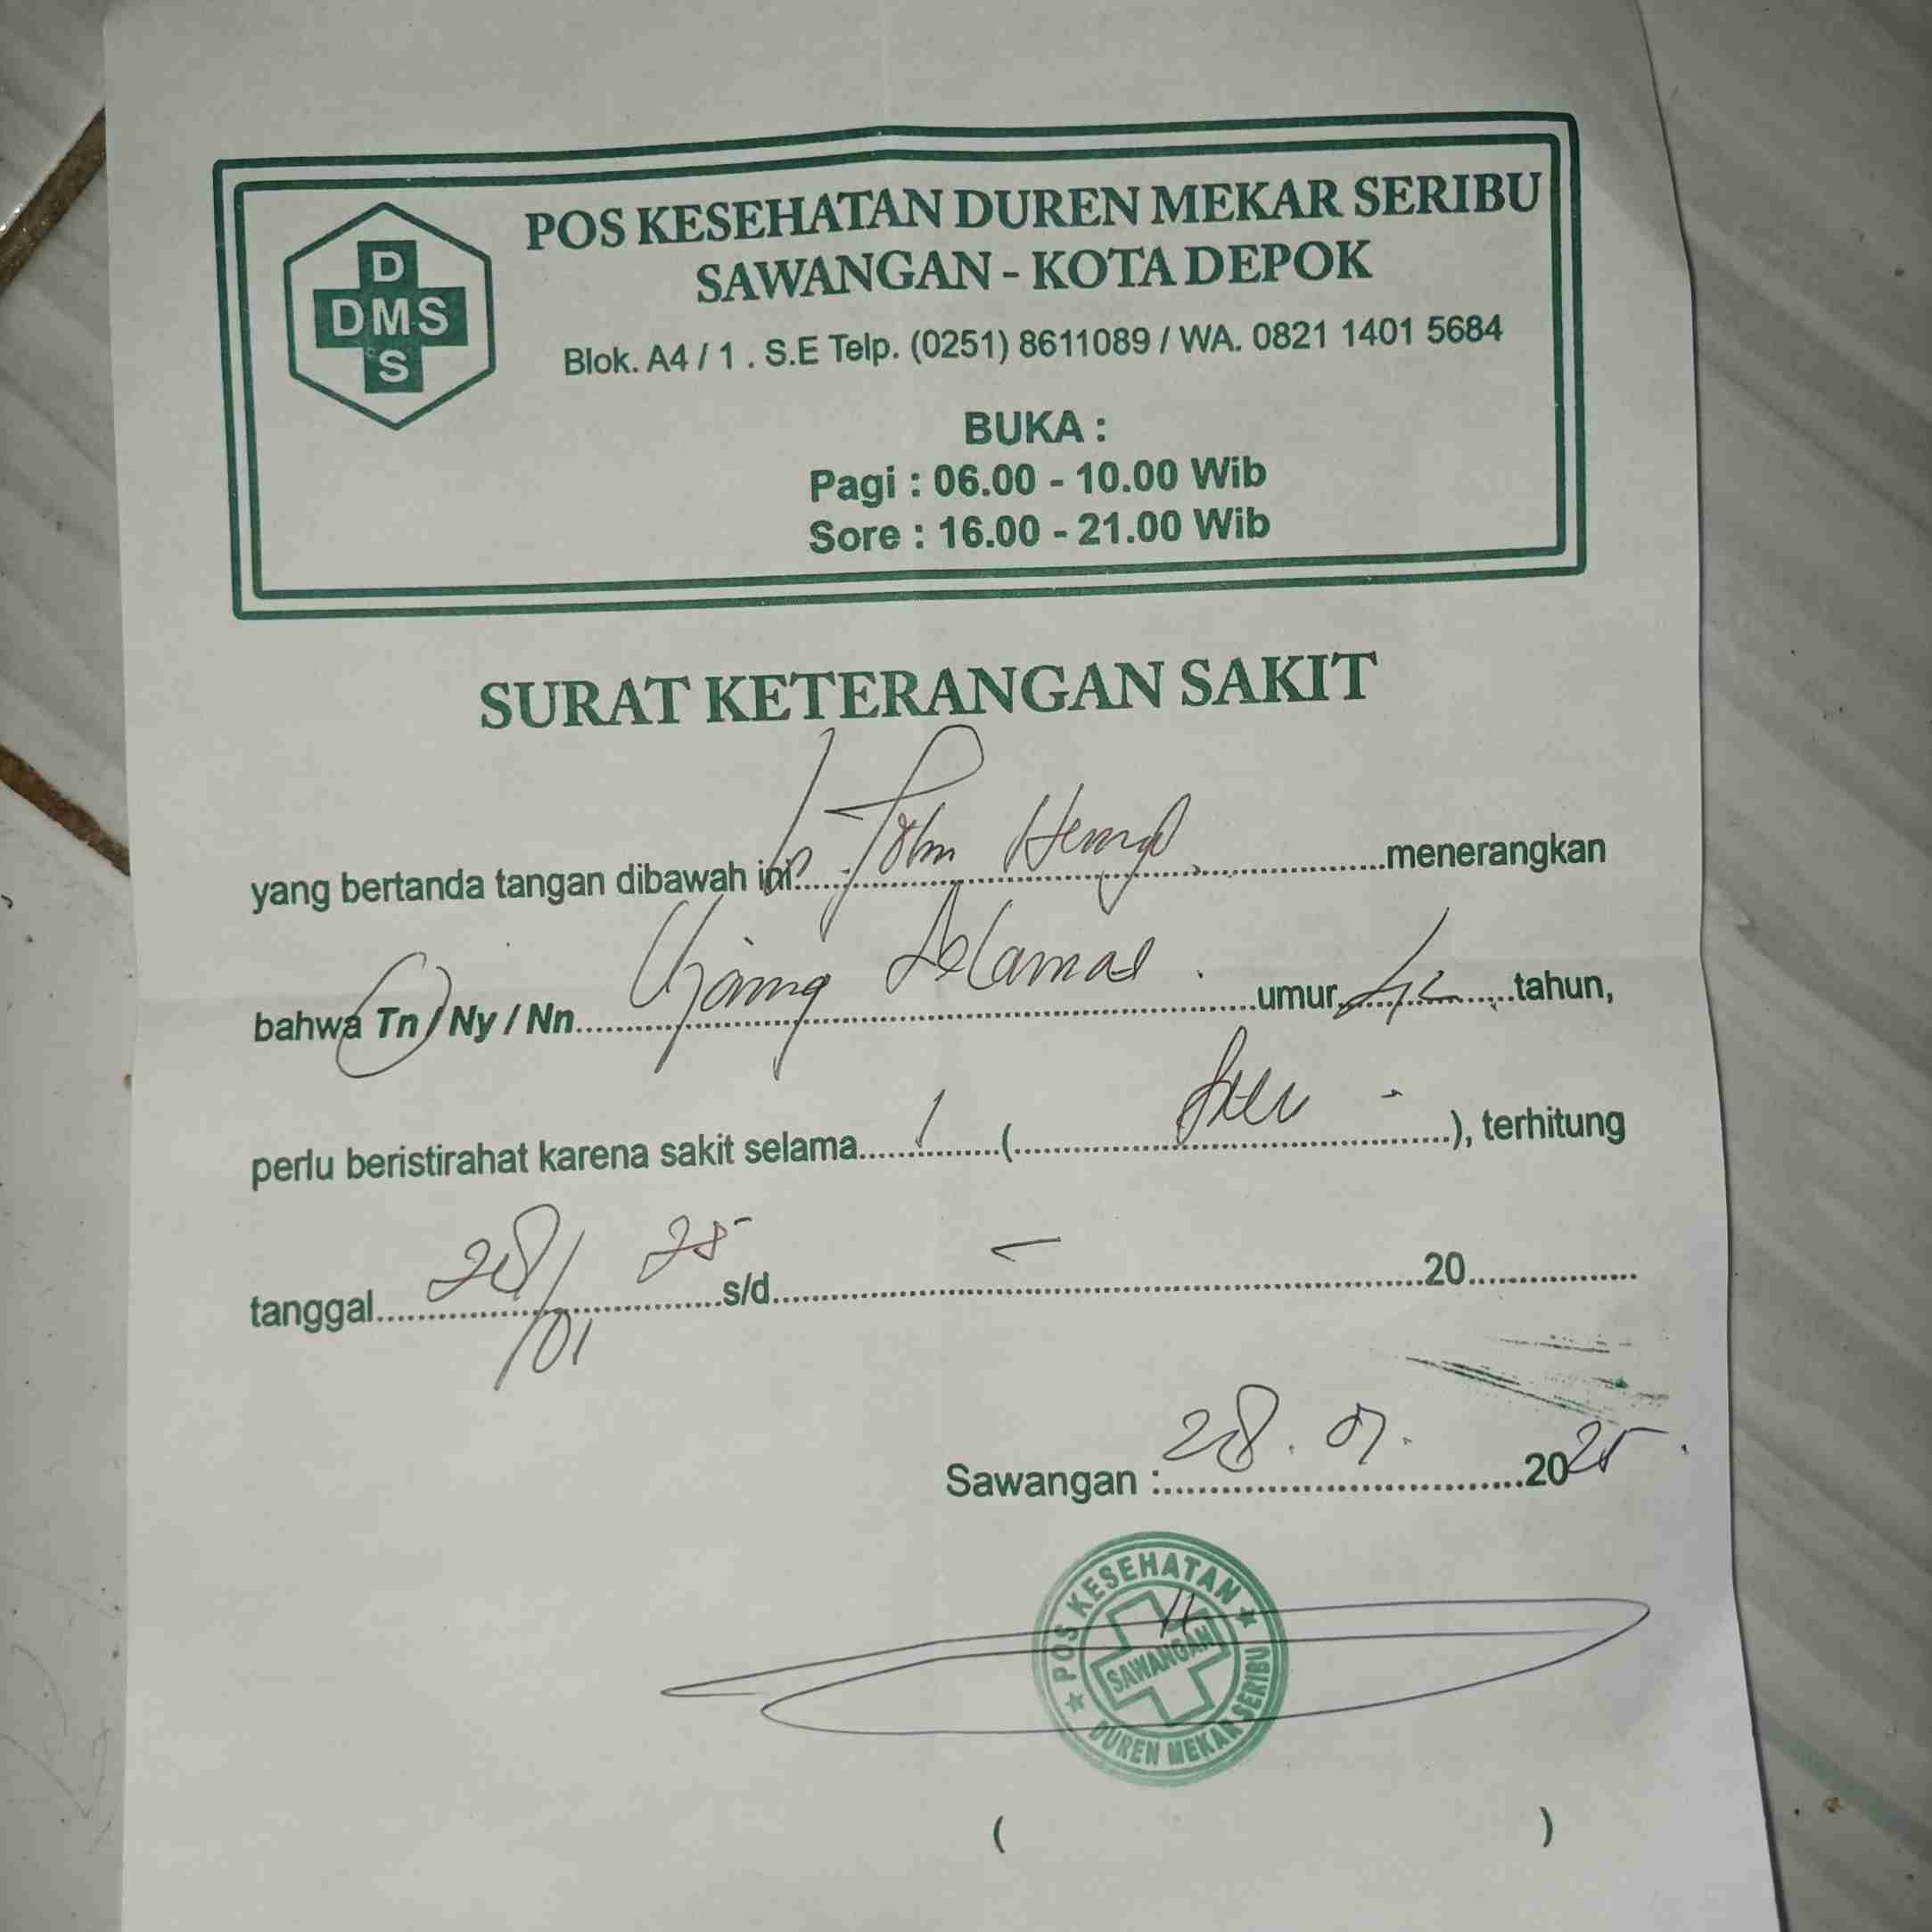 POS KESEHATAN DUREN MEKAR SERIBU
SAWANGAN - KOTA DEPOK
D
DMS
S
Blok. A4 / 1 . S.E Telp. (0251) 8611089 / WA. 0821 1401 5684
BUKA :
Pagi : 06.00 - 10.00 Wib
Sore : 16.00 - 21.00 Wib
SURAT KETERANGAN SAKIT
yang bertanda tangan dibawah ini.............menerangkan
bahwa Tn / Ny / Nn.....Ujang Selamat.....umur..........tahun,
perlu beristirahat karena sakit selama.....1.....(..........), terhitung
tanggal.....28/01 25.....s/d.....-.....20..........
Sawangan :.....28. 01. .....2025.
POS KESEHATAN
SAWANGAN
DUREN MEKAR SERIBU
( )